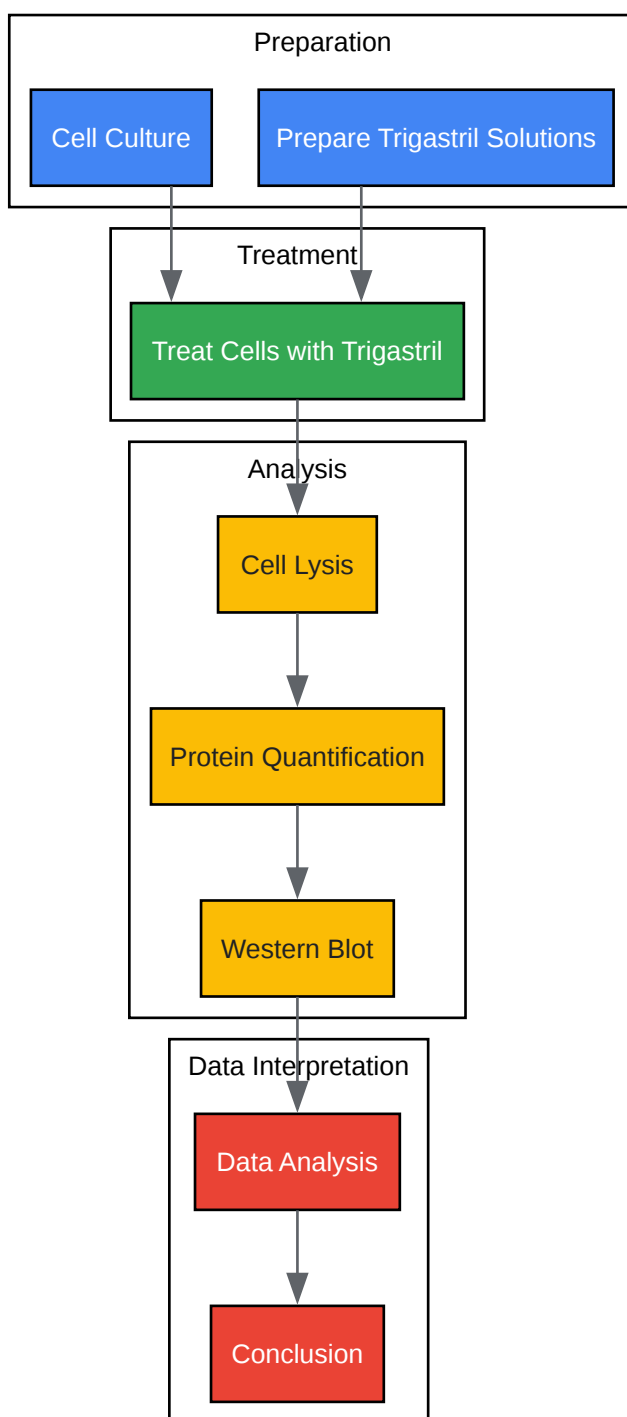 Preparation
Cell Culture
Prepare Trigastril Solutions
Treatment
Treat Cells with Trigastril
Analysis
Cell Lysis
Protein Quantification
Western Blot
Data Interpretation
Data Analysis
Conclusion